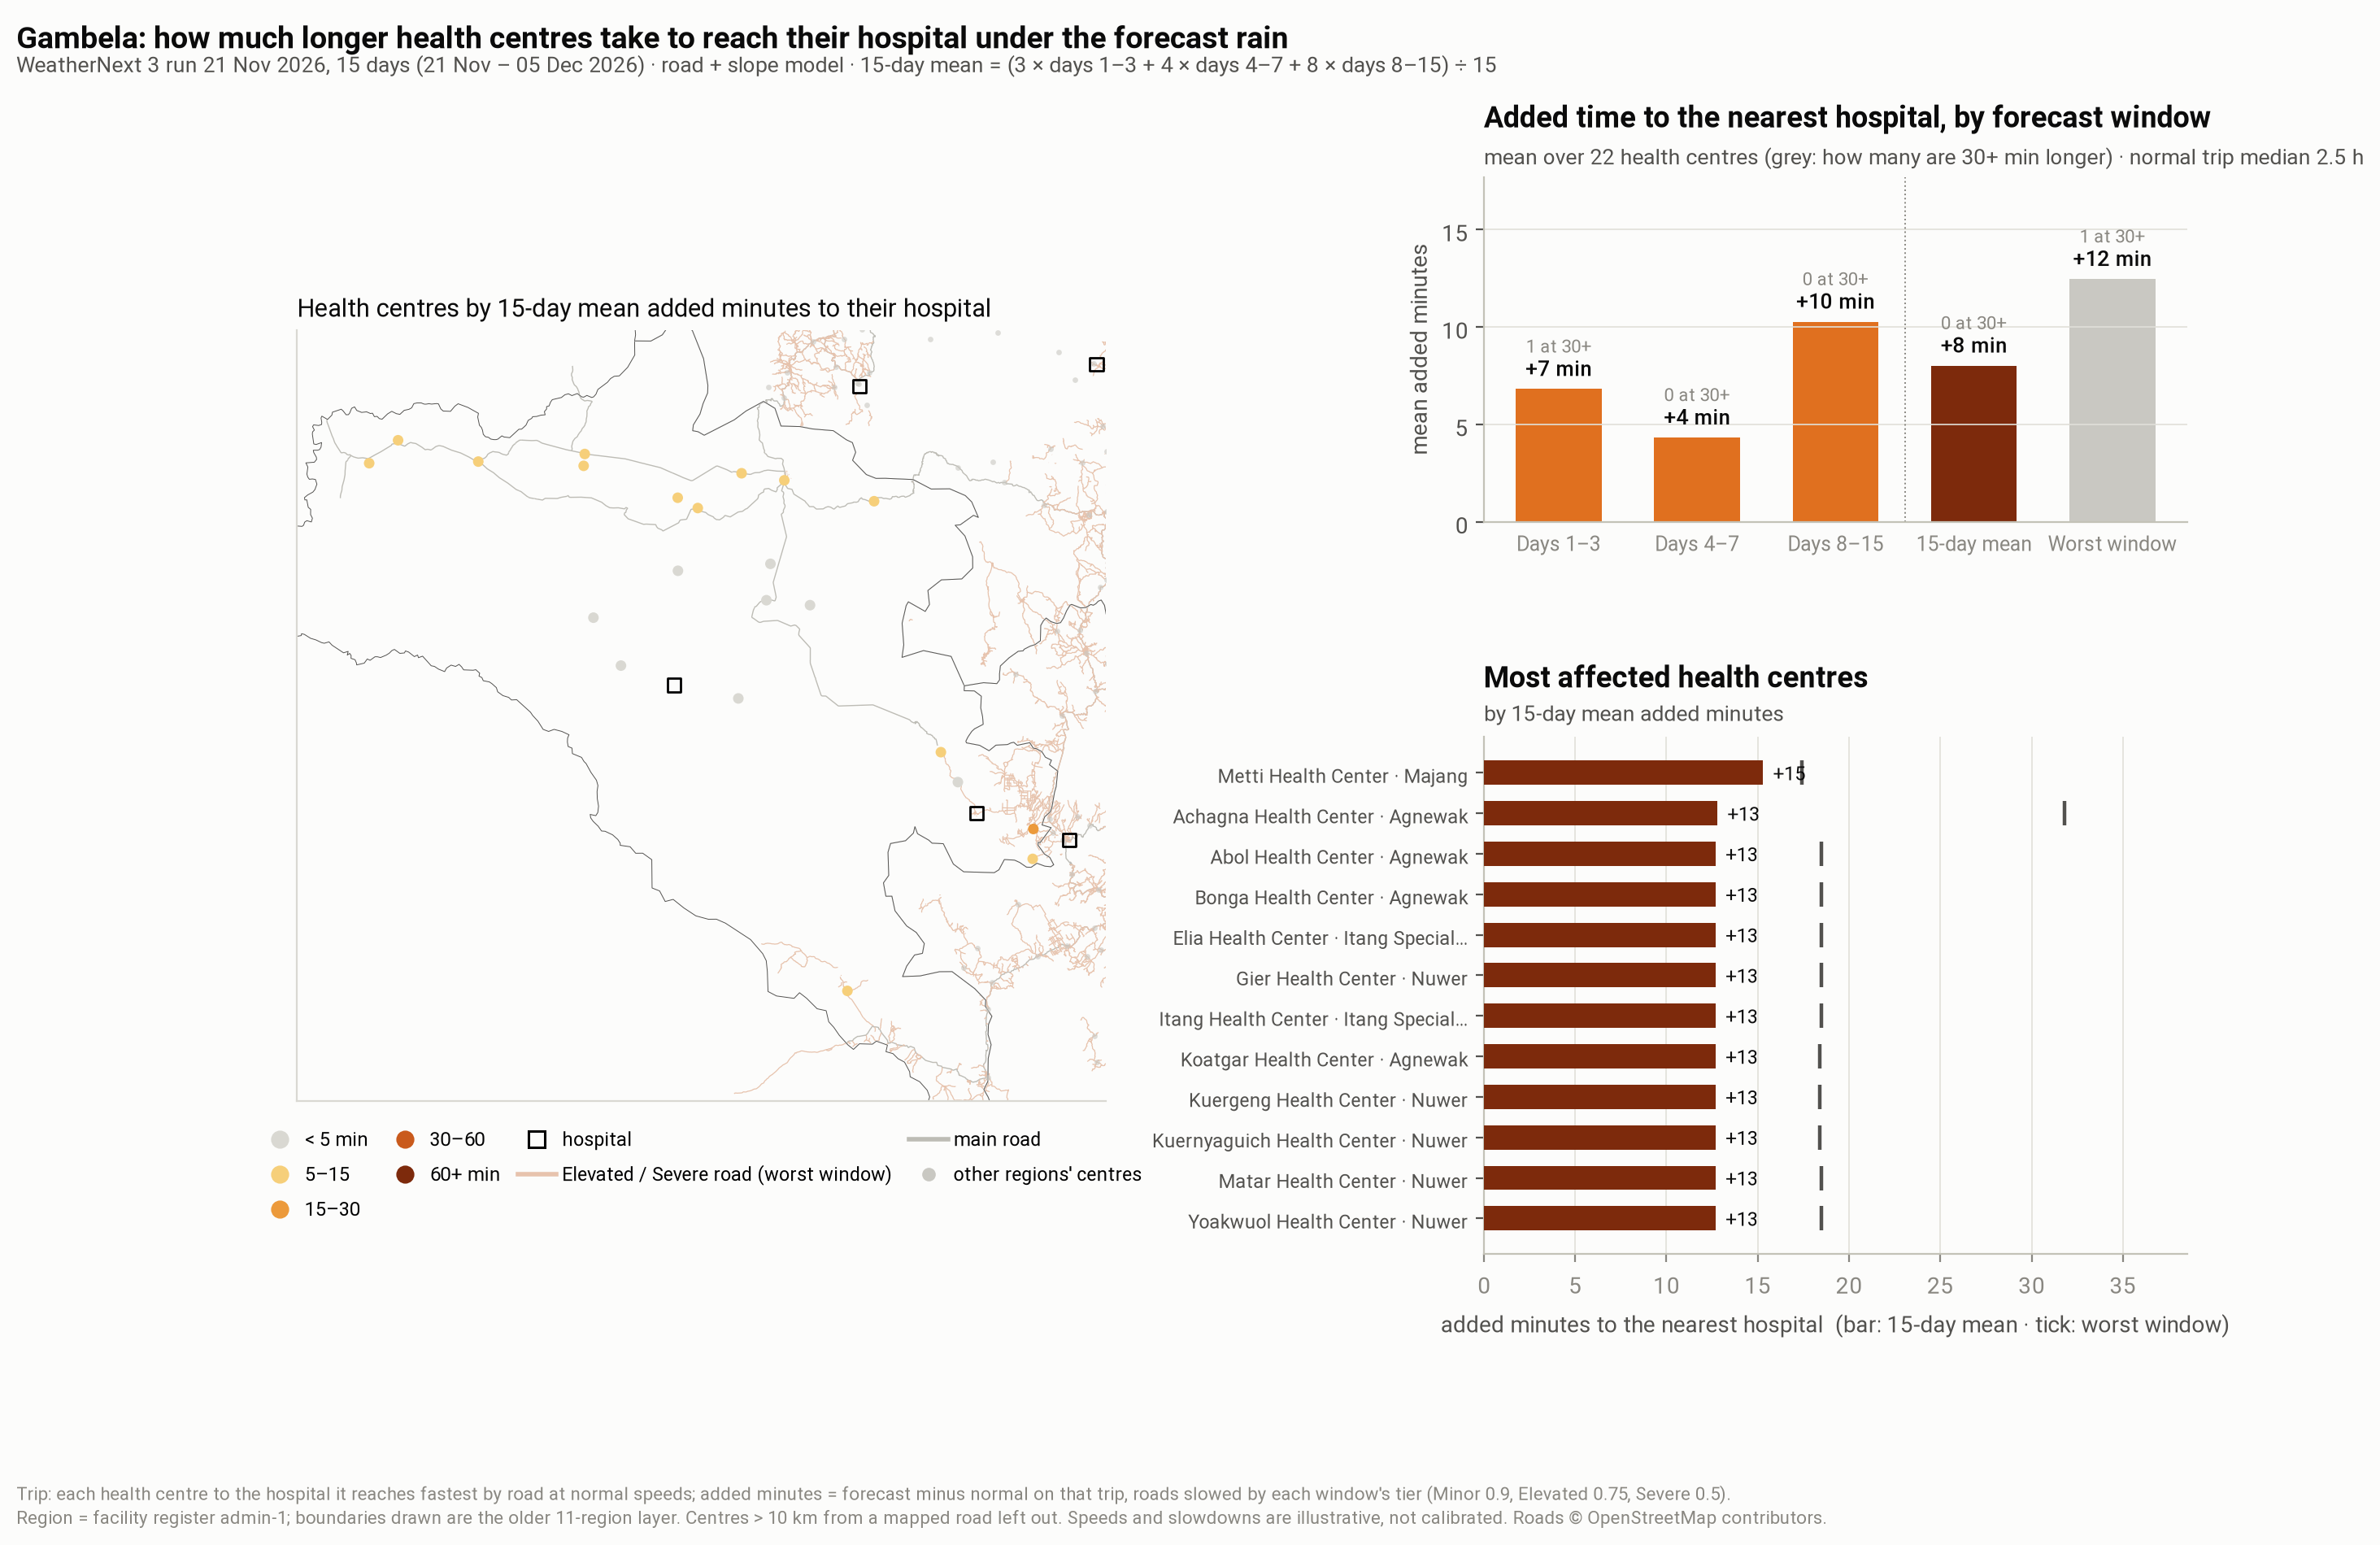 Gambela: how much longer health centres take to reach their hospital under the forecast rain
WeatherNext 3 run 21 Nov 2026, 15 days (21 Nov – 05 Dec 2026) · road + slope model · 15-day mean = (3 × days 1–3 + 4 × days 4–7 + 8 × days 8–15) ÷ 15
Health centres by 15-day mean added minutes to their hospital
< 5 min
5–15
15–30
30–60
60+ min
hospital
Elevated / Severe road (worst window)
main road
other regions' centres
Added time to the nearest hospital, by forecast window
mean over 22 health centres (grey: how many are 30+ min longer) · normal trip median 2.5 h
mean added minutes
15
10
5
0
1 at 30+
+7 min
0 at 30+
+4 min
0 at 30+
+10 min
0 at 30+
+8 min
1 at 30+
+12 min
Days 1–3
Days 4–7
Days 8–15
15-day mean
Worst window
Most affected health centres
by 15-day mean added minutes
Metti Health Center · Majang +15
Achagna Health Center · Agnewak +13
Abol Health Center · Agnewak +13
Bonga Health Center · Agnewak +13
Elia Health Center · Itang Special... +13
Gier Health Center · Nuwer +13
Itang Health Center · Itang Special... +13
Koatgar Health Center · Agnewak +13
Kuergeng Health Center · Nuwer +13
Kuernyaguich Health Center · Nuwer +13
Matar Health Center · Nuwer +13
Yoakwuol Health Center · Nuwer +13
0 5 10 15 20 25 30 35
added minutes to the nearest hospital (bar: 15-day mean · tick: worst window)
Trip: each health centre to the hospital it reaches fastest by road at normal speeds; added minutes = forecast minus normal on that trip, roads slowed by each window's tier (Minor 0.9, Elevated 0.75, Severe 0.5).
Region = facility register admin-1; boundaries drawn are the older 11-region layer. Centres > 10 km from a mapped road left out. Speeds and slowdowns are illustrative, not calibrated. Roads © OpenStreetMap contributors.